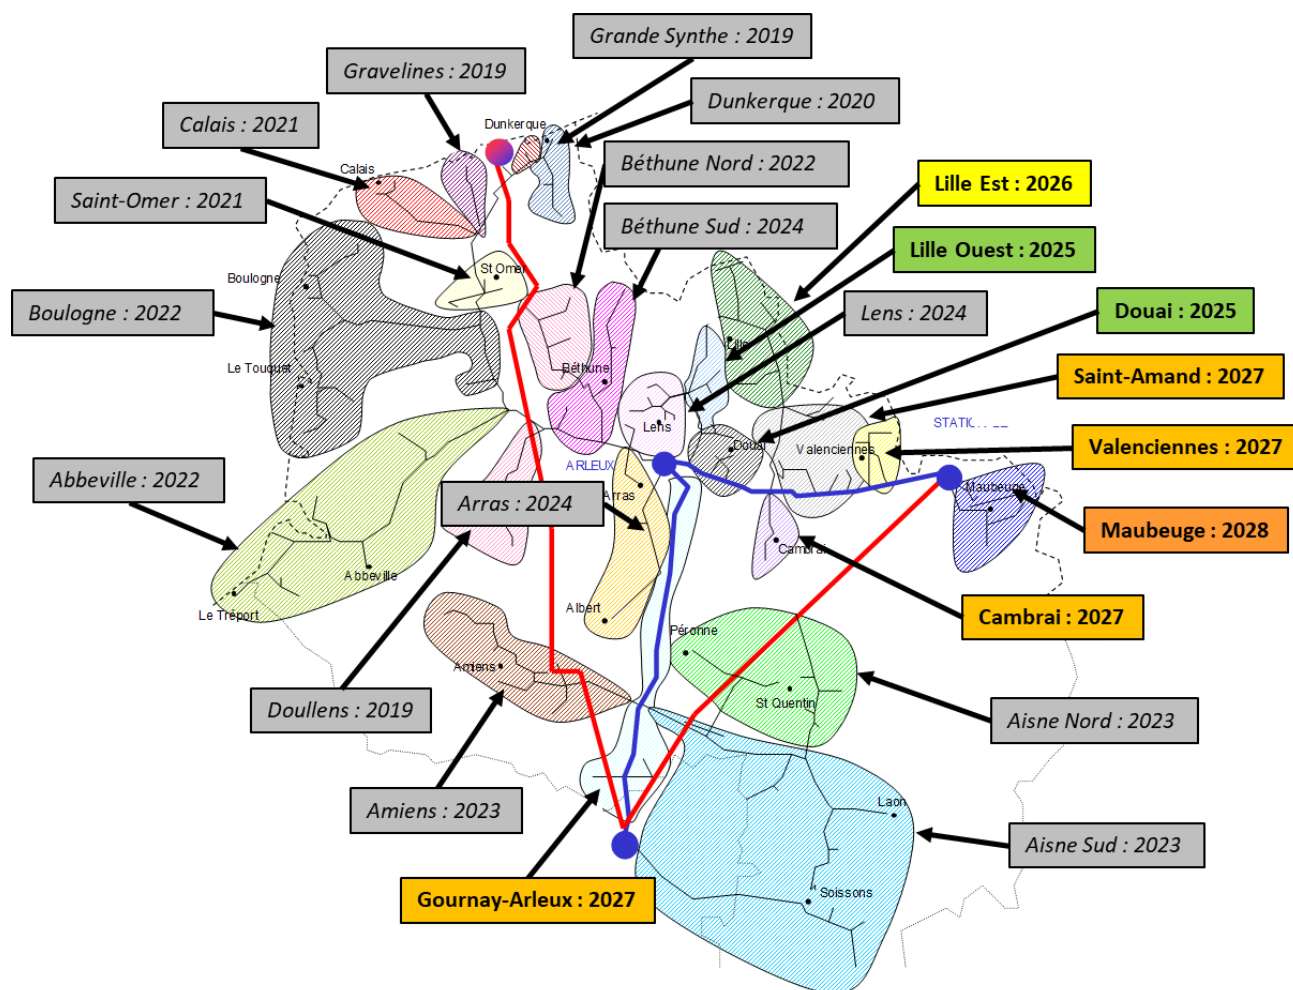 Grande Synthe : 2019
Gravelines : 2019
Dunkerque : 2020
Calais : 2021
Dunkerque
Béthune Nord : 2022
Calais
Lille Est : 2026
Saint-Omer : 2021
Béthune Sud : 2024
Lille Ouest : 2025
St Omer
Boulogne
Boulogne : 2022
Lens : 2024
Douai : 2025
Lille
Le Touquet
Béthune
Saint-Amand : 2027
Lens
Douai
Valenciennes
Valenciennes : 2027
ARLEUX
Abbeville : 2022
Arras : 2024
Arras
Maubeuge
Maubeuge : 2028
Cambrai
Abbeville
Le Tréport
Albert
Cambrai : 2027
Péronne
Amiens
St Quentin
Doullens : 2019
Aisne Nord : 2023
Amiens : 2023
Laon
Aisne Sud : 2023
Soissons
Gournay-Arleux : 2027